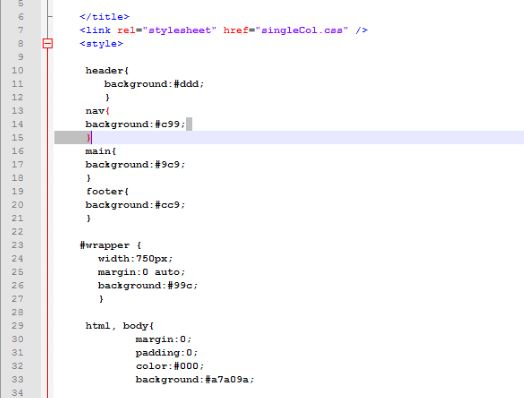 5
6 </title>
7 <link rel="stylesheet" href="singleCol.css" />
8 <style>
9
10 header{
11 background:#ddd;
12 }
13 nav{
14 background:#c99;
15 }
16 main{
17 background:#9c9;
18 }
19 footer{
20 background:#cc9;
21 }
22
23 #wrapper {
24 width:750px;
25 margin:0 auto;
26 background:#99c;
27 }
28
29 html, body{
30 margin:0;
31 padding:0;
32 color:#000;
33 background:#a7a09a;
34